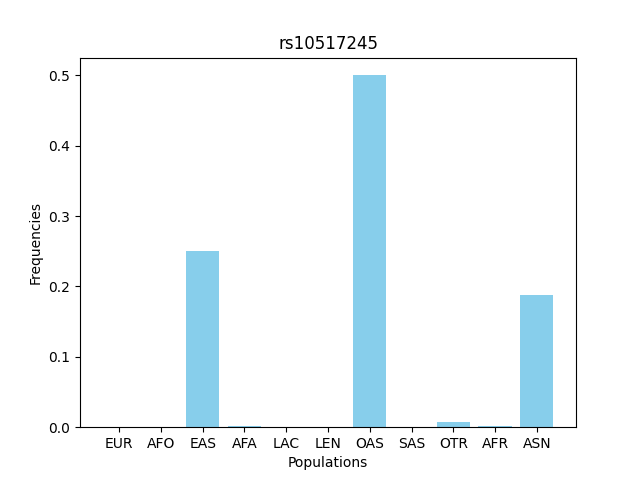 rs10517245
Frequencies
0.5
0.4
0.3
0.2
0.1
0.0
EUR AFO EAS AFA LAC LEN OAS SAS OTR AFR ASN
Populations